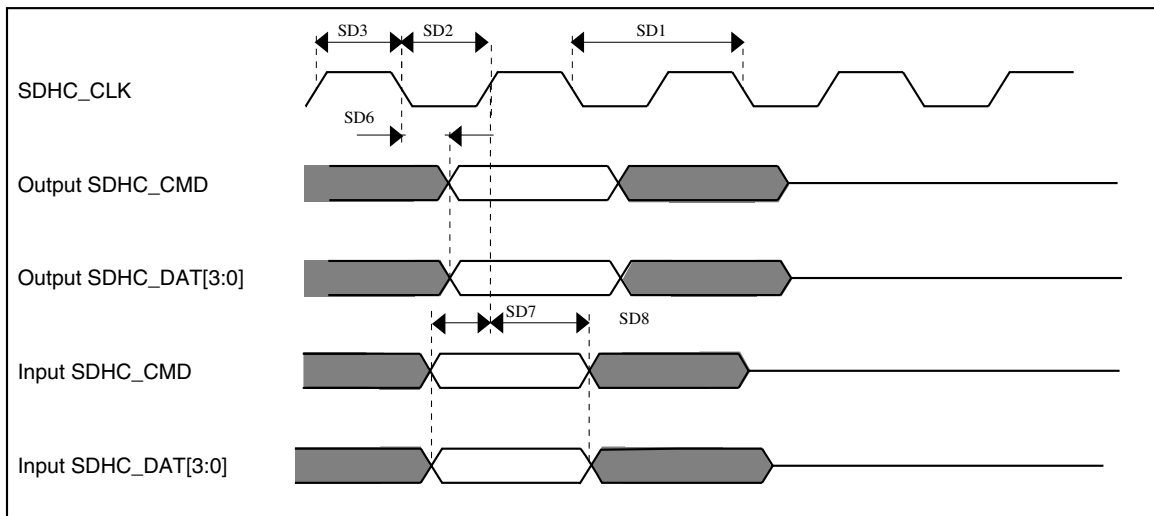 SD3 SD2 SD1
SDHC_CLK
SD6
Output SDHC_CMD
Output SDHC_DAT[3:0]
SD7 SD8
Input SDHC_CMD
Input SDHC_DAT[3:0]